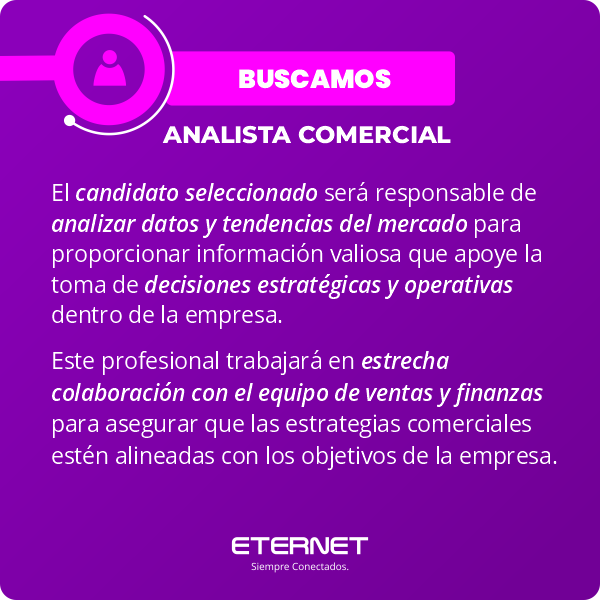 BUSCAMOS
ANALISTA COMERCIAL
El candidato seleccionado será responsable de
analizar datos y tendencias del mercado para
proporcionar información valiosa que apoye la
toma de decisiones estratégicas y operativas
dentro de la empresa.
Este profesional trabajará en estrecha
colaboración con el equipo de ventas y finanzas
para asegurar que las estrategias comerciales
estén alineadas con los objetivos de la empresa.
ETERNET
Siempre Conectados.